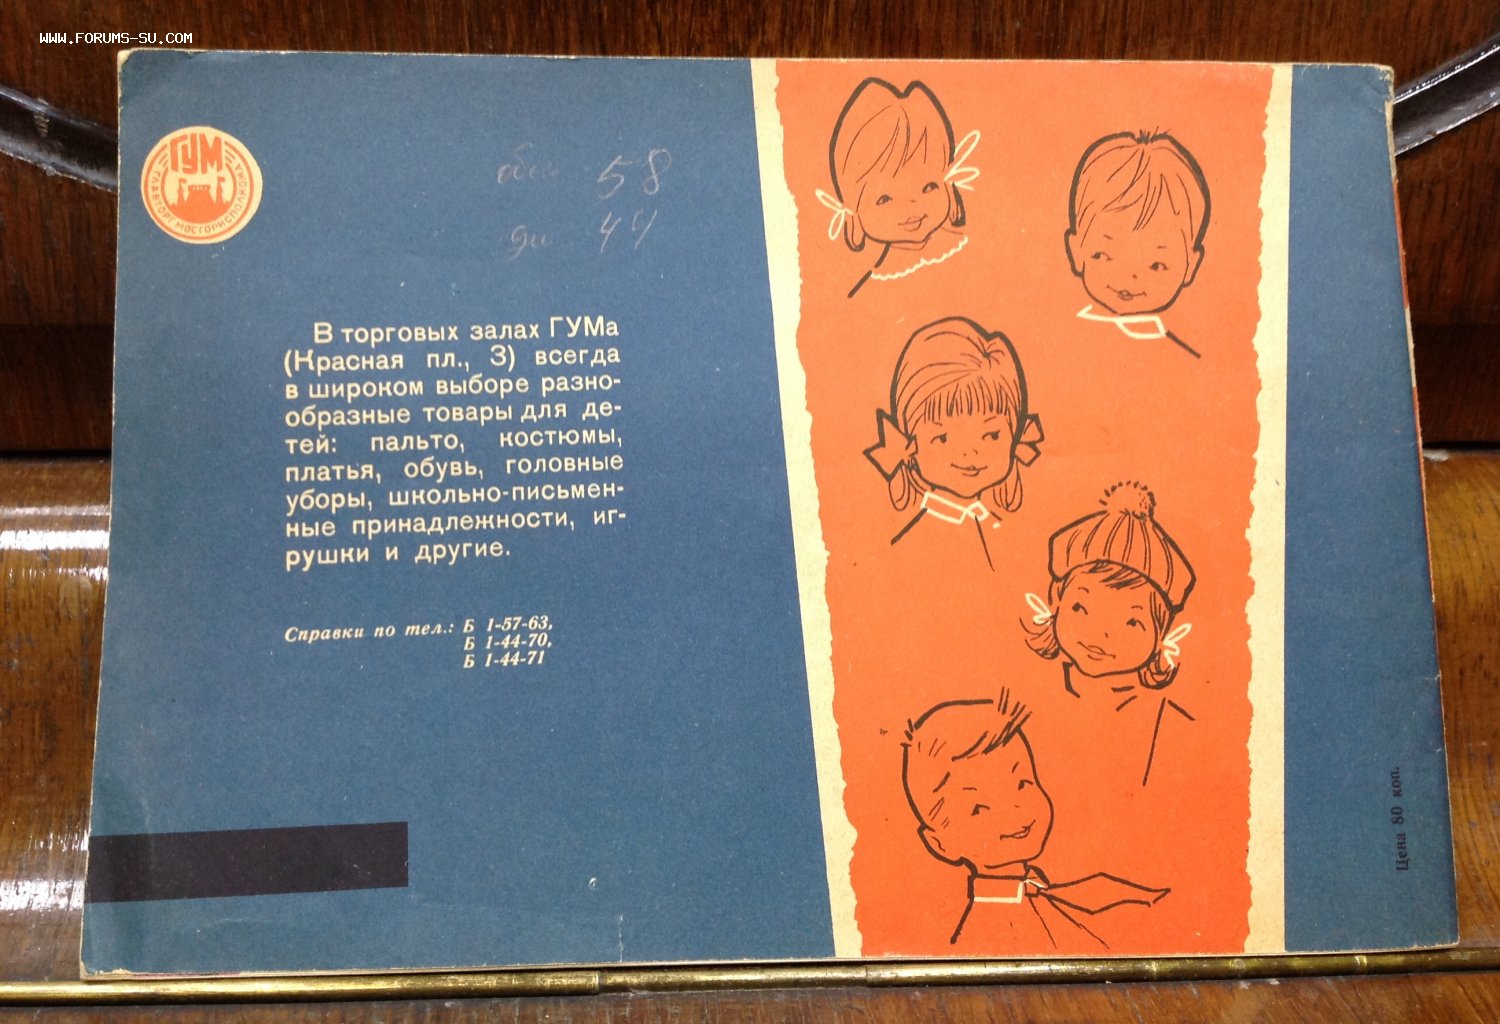 WWW.FORUMS-SU.COM
ГУМ
ГЛАВТОРГ МОСГОРИСПОЛКОМА
58
44
В торговых залах ГУМа
(Красная пл., 3) всегда
в широком выборе разно-
образные товары для де-
тей: пальто, костюмы,
платья, обувь, головные
уборы, школьно-письмен-
ные принадлежности, иг-
рушки и другие.
Справки по тел.: Б 1-57-63,
Б 1-44-70,
Б 1-44-71
Цена 80 коп.